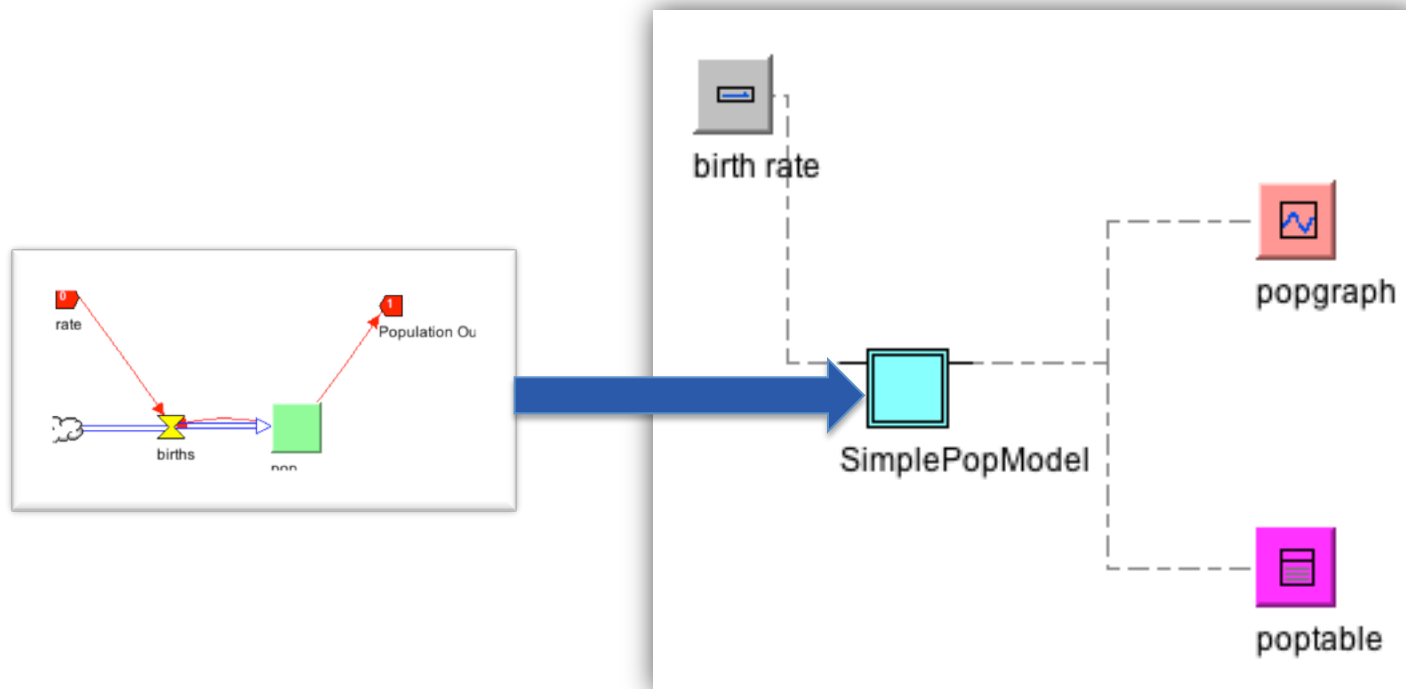 birth rate
popgraph
0
rate
1
Population Ou
births
SimplePopModel
poptable